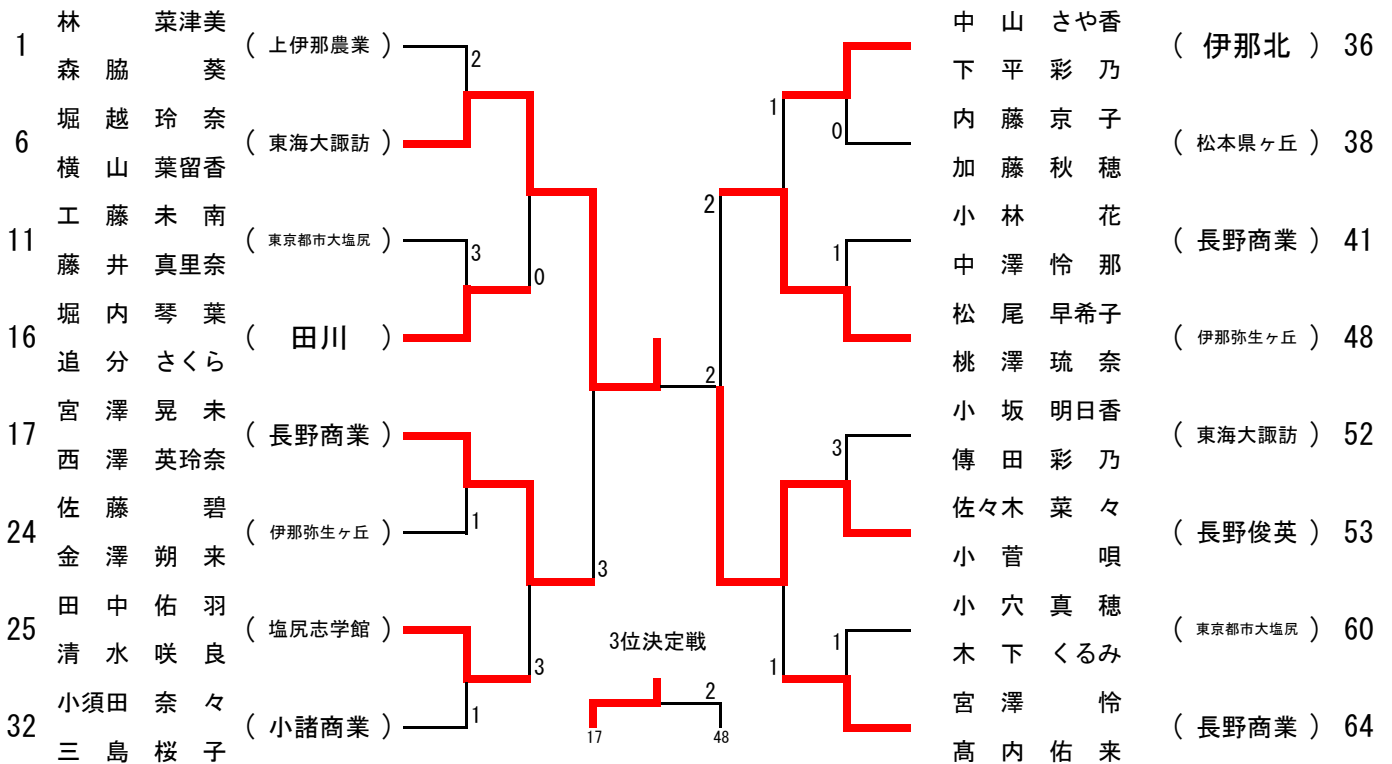 1 林 菜津美 ( 上伊那農業 )
森 脇 葵
2
6 堀 越 玲 奈 ( 東海大諏訪 )
横 山 葉留香
11 工 藤 未 南 ( 東京都市大塩尻 )
藤 井 真里奈
3
0
16 堀 内 琴 葉 ( 田川 )
追 分 さくら
17 宮 澤 晃 未 ( 長野商業 )
西 澤 英玲奈
24 佐 藤 碧 ( 伊那弥生ヶ丘 )
金 澤 朔 来
1
3
25 田 中 佑 羽 ( 塩尻志学館 )
清 水 咲 良
3
32 小須田 奈 々 ( 小諸商業 )
三 島 桜 子
1
中 山 さや香 ( 伊那北 ) 36
下 平 彩 乃
1
0
内 藤 京 子 ( 松本県ヶ丘 ) 38
加 藤 秋 穂
2
小 林 花 ( 長野商業 ) 41
中 澤 怜 那
1
松 尾 早希子 ( 伊那弥生ヶ丘 ) 48
桃 澤 琉 奈
2
小 坂 明日香 ( 東海大諏訪 ) 52
傳 田 彩 乃
3
佐々木 菜 々 ( 長野俊英 ) 53
小 菅 唄
小 穴 真 穂 ( 東京都市大塩尻 ) 60
木 下 くるみ
1
1
宮 澤 怜 ( 長野商業 ) 64
髙 内 佑 来
3位決定戦
2
17 48